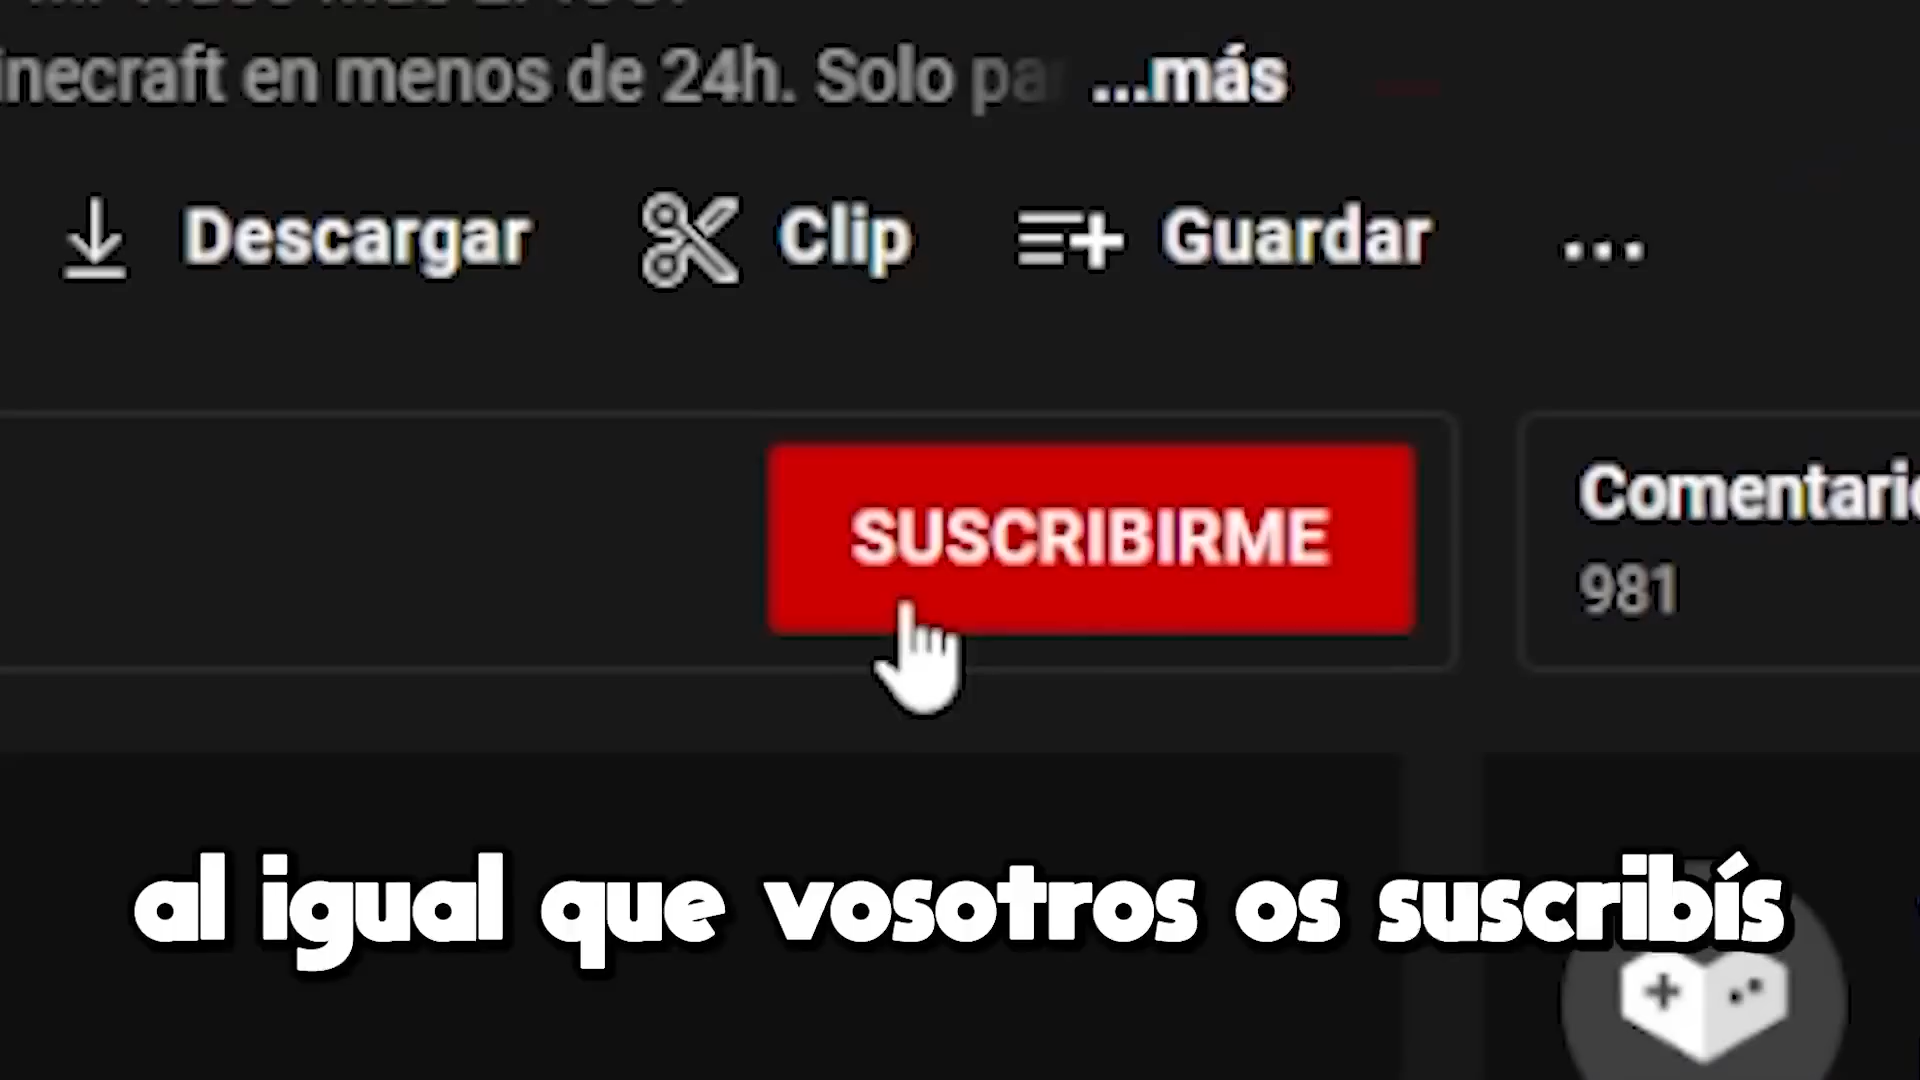 inecraft en menos de 24h. Solo pa ...más
Descargar Clip Guardar ...
SUSCRIBIRME
Comentario
981
al igual que vosotros os suscribís